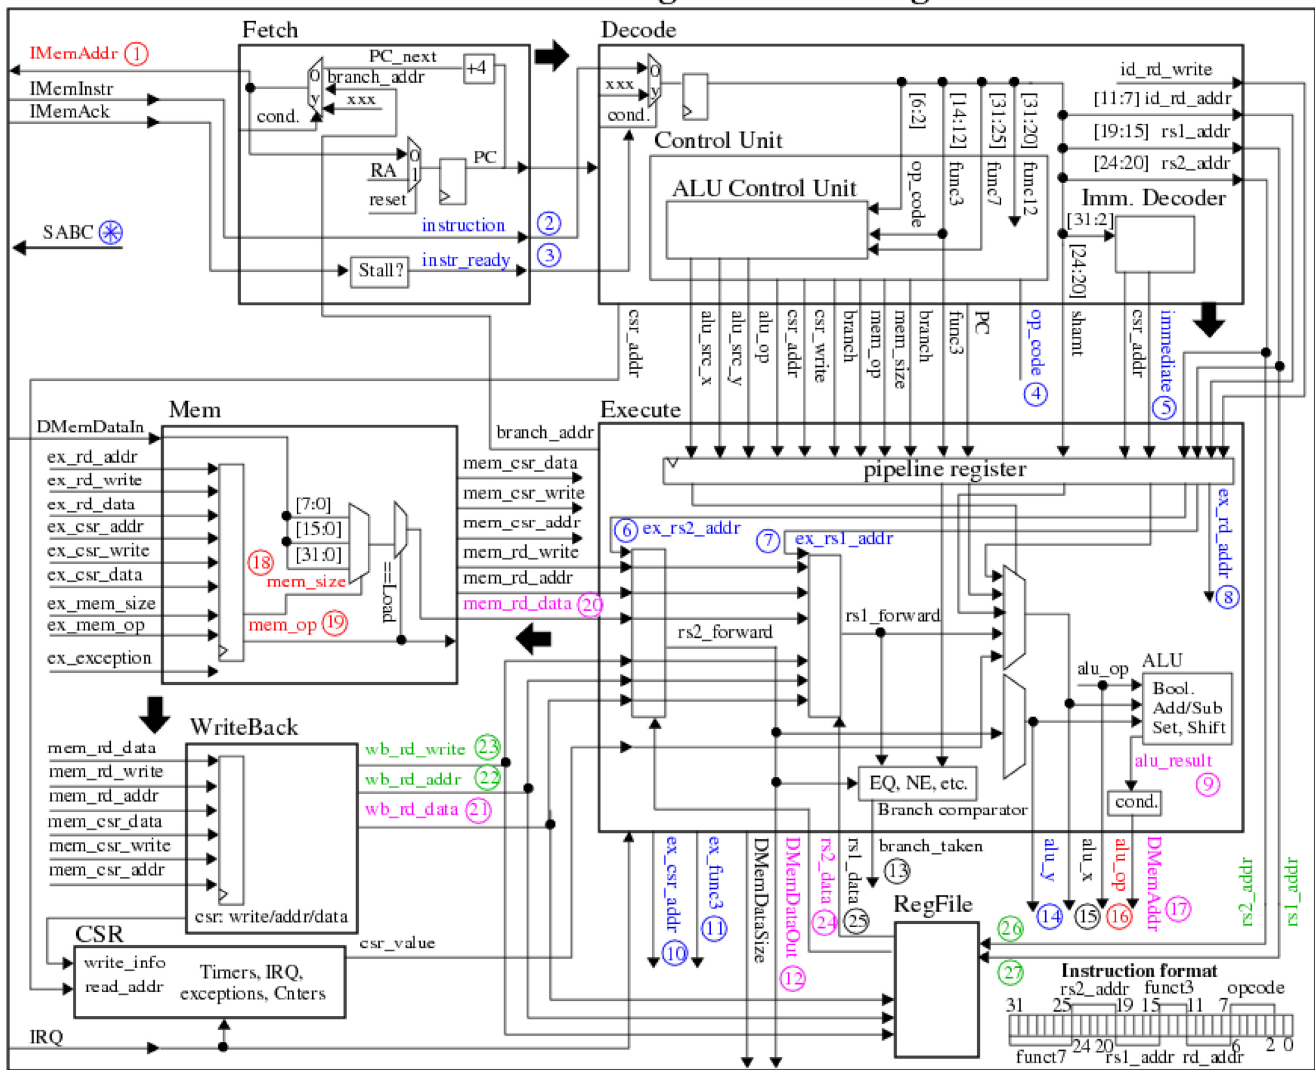 Fetch
Decode
IMemAddr 1
IMemInstr
IMemAck
SABC
PC_next
+4
0
branch_addr
y
xxx
cond.
0
RA
1
PC
reset
instruction 2
instr_ready 3
Stall?
0
xxx
y
cond.
[6:2]
[14:12]
[31:25]
[31:20]
id_rd_write
[11:7] id_rd_addr
[19:15] rs1_addr
[24:20] rs2_addr
Control Unit
ALU Control Unit
op_code
func3
func7
func12
Imm. Decoder
[31:2]
[24:20]
csr_addr
alu_src_x
alu_src_y
alu_op
csr_addr
csr_write
branch
mem_op
mem_size
branch
func3
PC
op_code 4
shamt
csr_addr
immediate 5
Mem
DMemDataIn
ex_rd_addr
ex_rd_write
ex_rd_data
ex_csr_addr
ex_csr_write
ex_csr_data
ex_mem_size
ex_mem_op
ex_exception
[7:0]
[15:0]
[31:0]
18
mem_size
mem_op 19
==Load
branch_addr
mem_csr_data
mem_csr_write
mem_csr_addr
mem_rd_write
mem_rd_addr
mem_rd_data 20
Execute
pipeline register
6 ex_rs2_addr
7 ex_rs1_addr
ex_rd_addr
8
rs2_forward
rs1_forward
alu_op
ALU
Bool.
Add/Sub
Set, Shift
alu_result
9
cond.
EQ, NE, etc.
Branch comparator
WriteBack
mem_rd_data
mem_rd_write
mem_rd_addr
mem_csr_data
mem_csr_write
mem_csr_addr
wb_rd_write 23
wb_rd_addr 22
wb_rd_data 21
csr: write/addr/data
CSR
write_info
read_addr
Timers, IRQ,
exceptions, Cnters
csr_value
IRQ
ex_csr_addr
10
ex_func3
11
DMemDataSize
DMemDataOut
12
rs2_data
24
rs1_data
25
branch_taken
13
alu_y
14
alu_x
15
alu_op
16
DMemAddr
17
rs2_addr
rs1_addr
RegFile
26
27
Instruction format
rs2_addr funct3 opcode
31 25 19 15 11 7
funct7 24 20 rs1_addr rd_addr 6 2 0